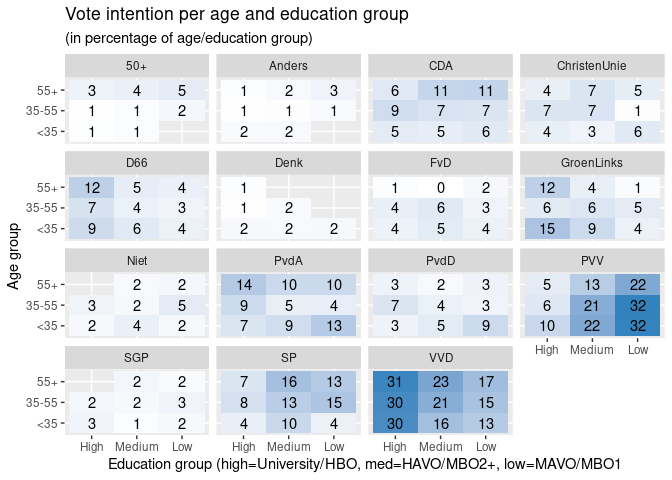 Vote intention per age and education group
(in percentage of age/education group)
50+ Anders CDA ChristenUnie
55+ 3 4 5 1 2 3 6 11 11 4 7 5
35-55 1 1 2 1 1 1 9 7 7 7 7 1
<35 1 1 2 2 5 5 6 4 3 6
D66 Denk FvD GroenLinks
55+ 12 5 4 1 1 0 2 12 4 1
35-55 7 4 3 1 2 4 6 3 6 6 5
<35 9 6 4 2 2 2 4 5 4 15 9 4
Age group
Niet PvdA PvdD PVV
55+ 2 2 14 10 10 3 2 3 5 13 22
35-55 3 2 5 9 5 4 7 4 3 6 21 32
<35 2 4 2 7 9 13 3 5 9 10 22 32
High Medium Low
SGP SP VVD
55+ 2 2 7 16 13 31 23 17
35-55 2 2 3 8 13 15 30 21 15
<35 3 1 2 4 10 4 30 16 13
High Medium Low High Medium Low High Medium Low
Education group (high=University/HBO, med=HAVO/MBO2+, low=MAVO/MBO1